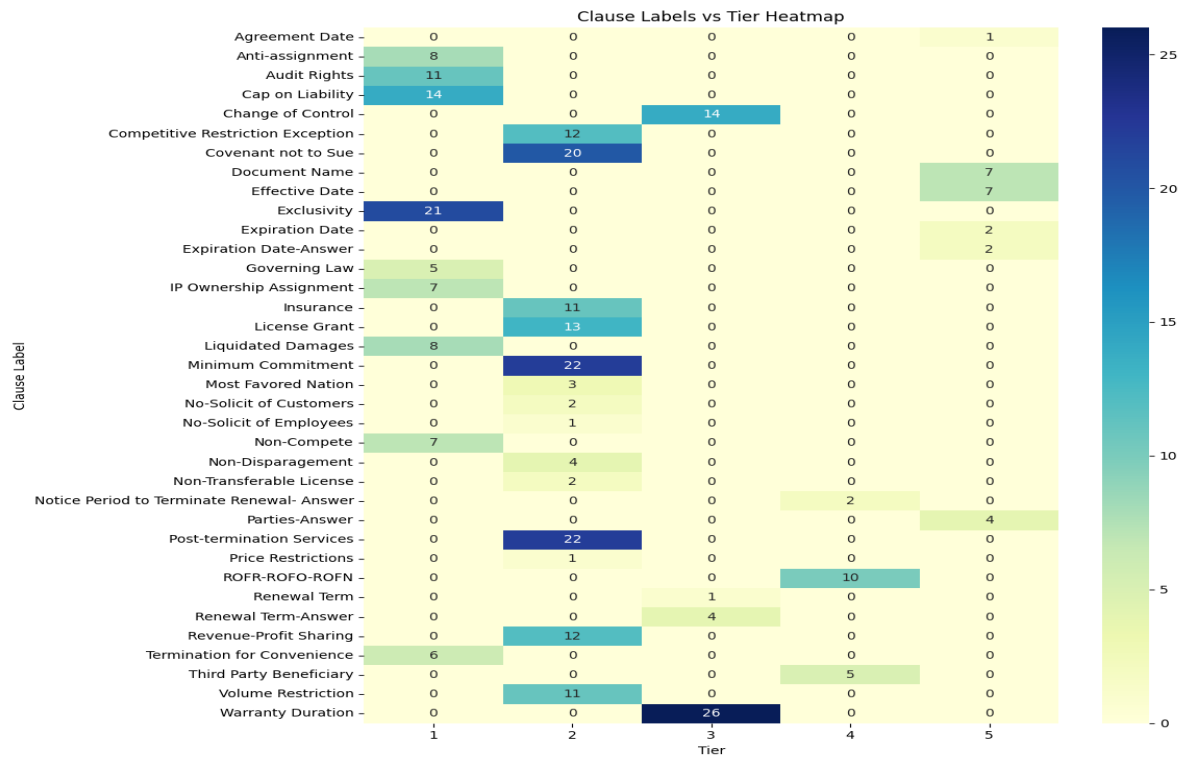 Clause Labels vs Tier Heatmap
Agreement Date 0 0 0 0 1
Anti-assignment 8 0 0 0 0
Audit Rights 11 0 0 0 0
Cap on Liability 14 0 0 0 0
Change of Control 0 0 14 0 0
Competitive Restriction Exception 0 12 0 0 0
Covenant not to Sue 0 20 0 0 0
Document Name 0 0 0 0 7
Effective Date 0 0 0 0 7
Exclusivity 21 0 0 0 0
Expiration Date 0 0 0 0 2
Expiration Date-Answer 0 0 0 0 2
Governing Law 5 0 0 0 0
IP Ownership Assignment 7 0 0 0 0
Insurance 0 11 0 0 0
License Grant 0 13 0 0 0
Liquidated Damages 8 0 0 0 0
Minimum Commitment 0 22 0 0 0
Most Favored Nation 0 3 0 0 0
No-Solicit of Customers 0 2 0 0 0
No-Solicit of Employees 0 1 0 0 0
Non-Compete 7 0 0 0 0
Non-Disparagement 0 4 0 0 0
Non-Transferable License 0 2 0 0 0
Notice Period to Terminate Renewal- Answer 0 0 0 2 0
Parties-Answer 0 0 0 0 4
Post-termination Services 0 22 0 0 0
Price Restrictions 0 1 0 0 0
ROFR-ROFO-ROFN 0 0 0 10 0
Renewal Term 0 0 1 0 0
Renewal Term-Answer 0 0 4 0 0
Revenue-Profit Sharing 0 12 0 0 0
Termination for Convenience 6 0 0 0 0
Third Party Beneficiary 0 0 0 5 0
Volume Restriction 0 11 0 0 0
Warranty Duration 0 0 26 0 0
1 2 3 4 5
Tier
Clause Label
25
20
15
10
5
0